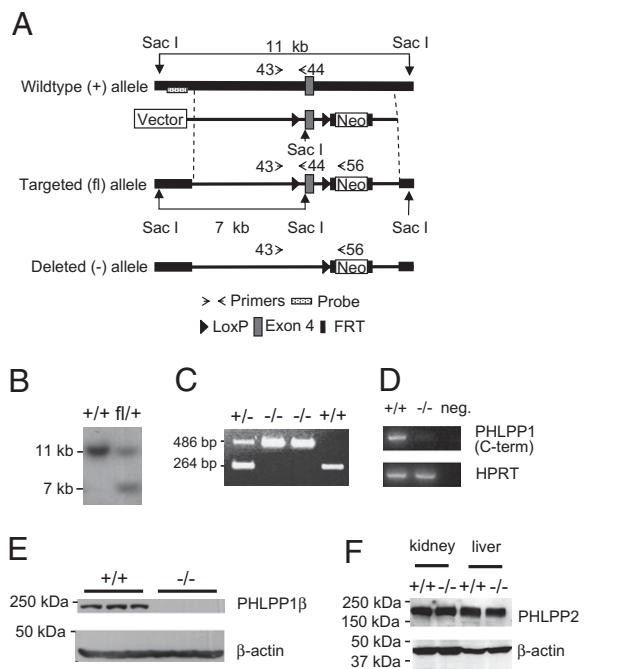 A
Sac I 11 kb Sac I
43 44
Wildtype (+) allele
Vector Neo
Sac I
43 44 56
Targeted (fl) allele Neo
Sac I 7 kb Sac I Sac I
43 56
Deleted (-) allele Neo
Primers Probe
LoxP Exon 4 FRT
B
+/+ fl/+
11 kb
7 kb
C
+/- -/- -/- +/+
486 bp
264 bp
D
+/+ -/- neg.
PHLPP1
(C-term)
HPRT
E
+/+ -/-
250 kDa PHLPP1β
50 kDa
β-actin
F
kidney liver
+/+ -/- +/+ -/-
250 kDa
150 kDa PHLPP2
50 kDa
37 kDa β-actin